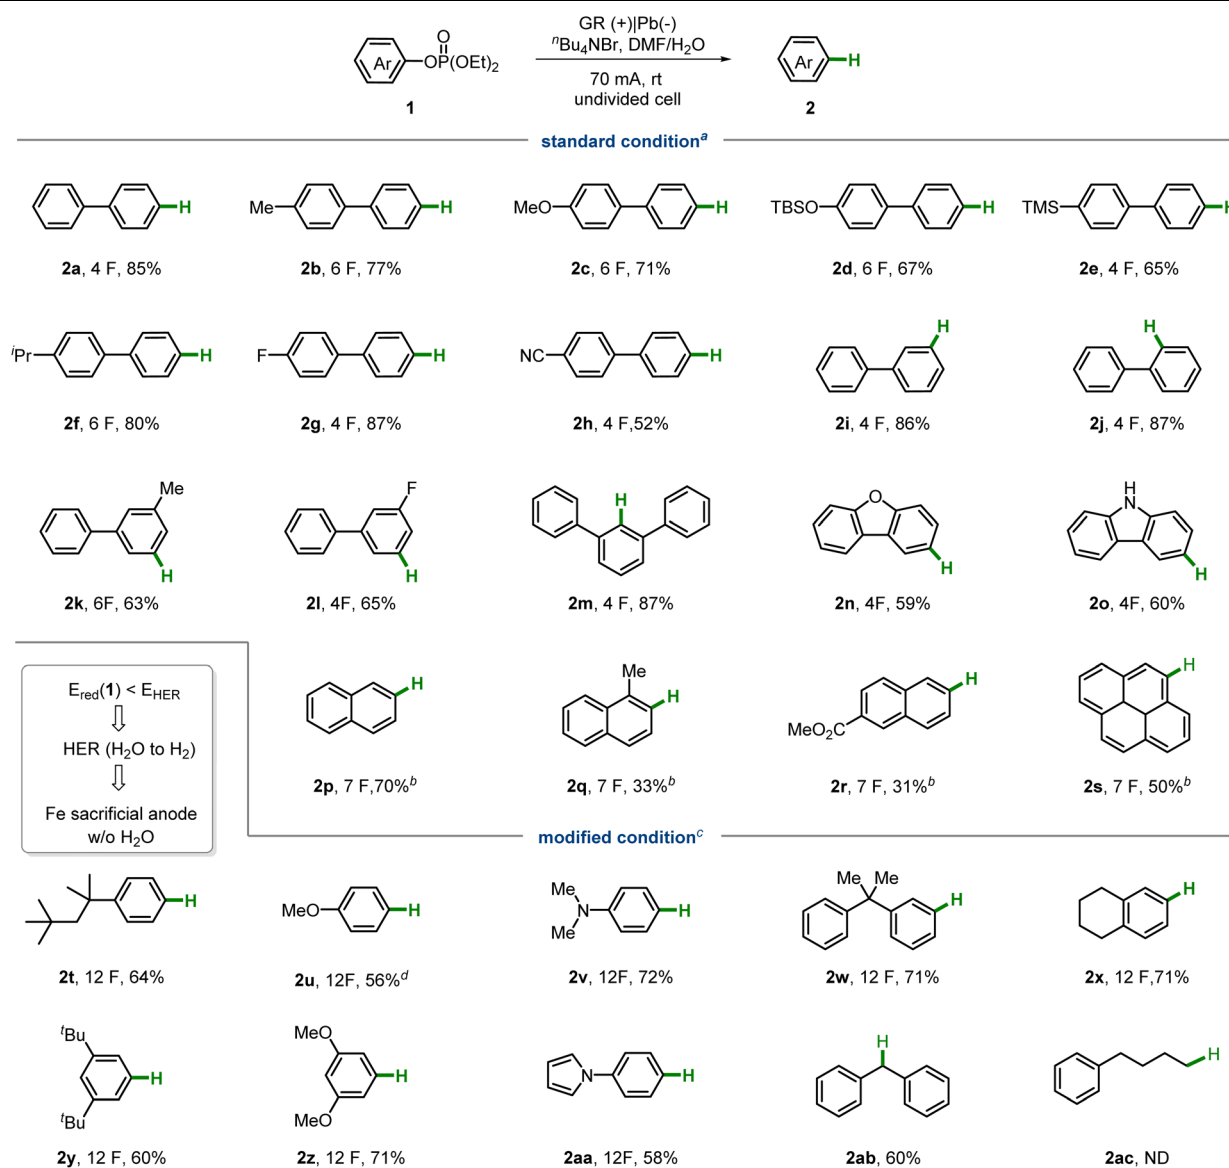 GR (+)|Pb(-)
ⁿBu₄NBr, DMF/H₂O
Ar
OP(OEt)₂
O
70 mA, rt
undivided cell
Ar
H
1
2
standard conditionᵃ
H
Me
H
MeO
H
TBSO
H
TMS
H
2a, 4 F, 85%
2b, 6 F, 77%
2c, 6 F, 71%
2d, 6 F, 67%
2e, 4 F, 65%
ⁱPr
H
F
H
NC
H
H
H
2f, 6 F, 80%
2g, 4 F, 87%
2h, 4 F,52%
2i, 4 F, 86%
2j, 4 F, 87%
Me
H
F
H
H
O
H
H
N
H
2k, 6F, 63%
2l, 4F, 65%
2m, 4 F, 87%
2n, 4F, 59%
2o, 4F, 60%
E_red(1) < E_HER
HER (H₂O to H₂)
Fe sacrificial anode
w/o H₂O
H
Me
H
MeO₂C
H
H
2p, 7 F,70%ᵇ
2q, 7 F, 33%ᵇ
2r, 7 F, 31%ᵇ
2s, 7 F, 50%ᵇ
modified conditionᶜ
H
MeO
H
Me
N
Me
H
Me Me
H
H
2t, 12 F, 64%
2u, 12F, 56%ᵈ
2v, 12F, 72%
2w, 12 F, 71%
2x, 12 F,71%
ᵗBu
H
ᵗBu
MeO
H
MeO
N
H
H
H
2y, 12 F, 60%
2z, 12 F, 71%
2aa, 12F, 58%
2ab, 60%
2ac, ND